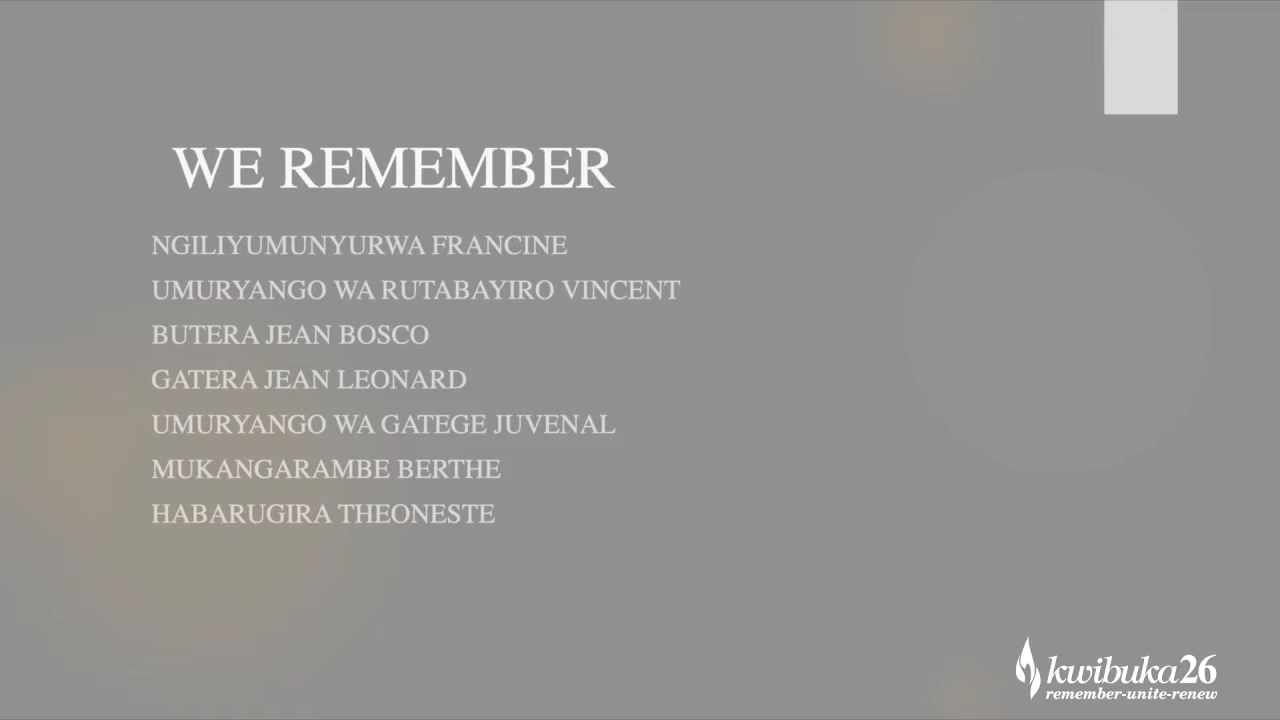 WE REMEMBER
NGILIYUMUNYURWA FRANCINE
UMURYANGO WA RUTABAYIRO VINCENT
BUTERA JEAN BOSCO
GATERA JEAN LEONARD
UMURYANGO WA GATEGE JUVENAL
MUKANGARAMBE BERTHE
HABARUGIRA THEONESTE
kwibuka26
remember-unite-renew